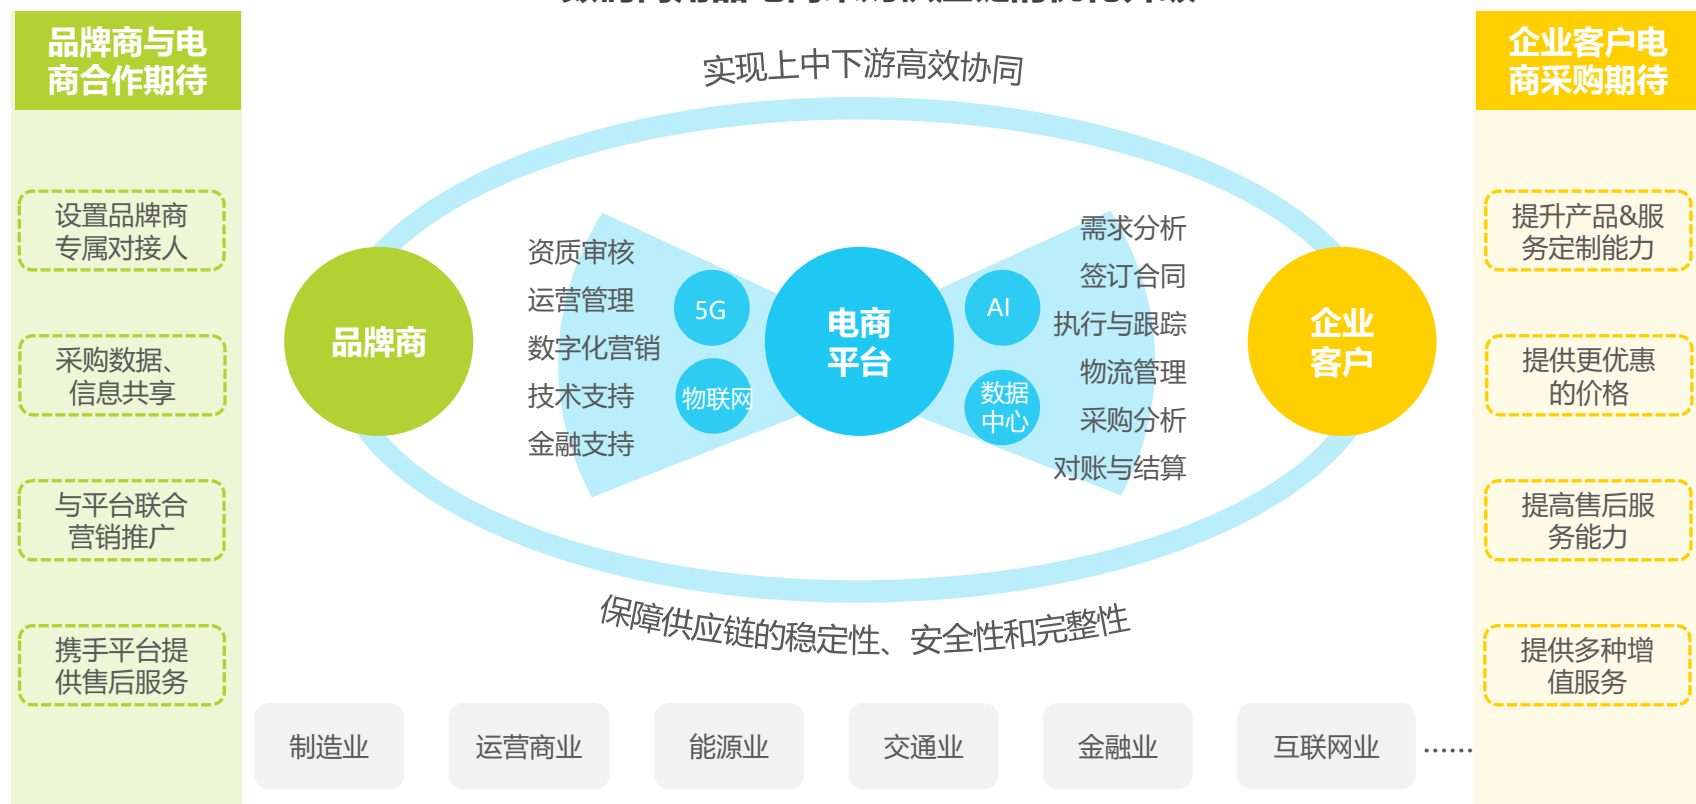 品牌商与电
商合作期待
设置品牌商
专属对接人
采购数据、
信息共享
与平台联合
营销推广
携手平台提
供售后服务
实现上中下游高效协同
品牌商
资质审核
运营管理
数字化营销
技术支持
金融支持
5G
物联网
电商
平台
AI
数据
中心
需求分析
签订合同
执行与跟踪
物流管理
采购分析
对账与结算
企业
客户
保障供应链的稳定性、安全性和完整性
制造业
运营商业
能源业
交通业
金融业
互联网业
……
企业客户电
商采购期待
提升产品&服
务定制能力
提供更优惠
的价格
提高售后服
务能力
提供多种增
值服务